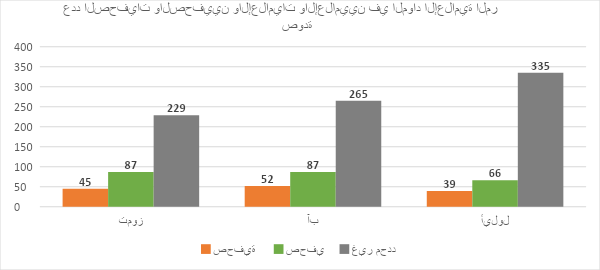 عدد الصحفيات والصحفيين والإعلاميات والإعلاميين في المواد الإعلامية المر
صودة
400
350
300
250
200
150
100
50
0
45 87 229
52 87 265
39 66 335
تموز آب أيلول
صحفية صحفي غير محدد